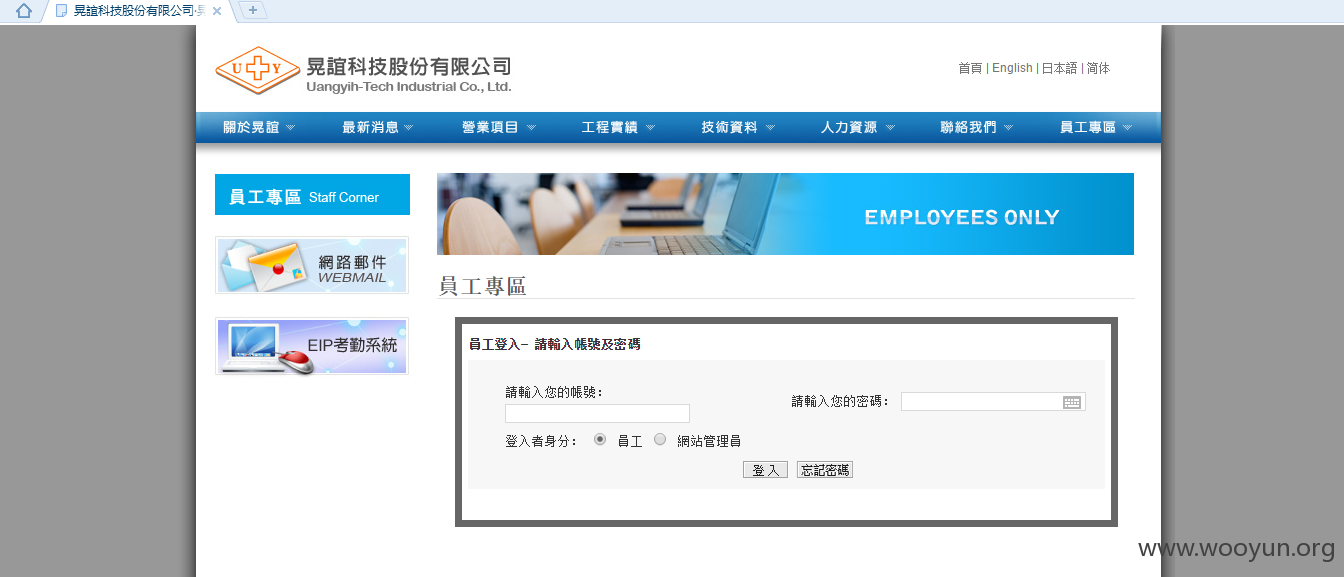 晃誼科技股份有限公司-
UY
晃誼科技股份有限公司
Uangyih-Tech Industrial Co., Ltd.
首頁 | English | 日本語 | 简体
關於晃誼 最新消息 營業項目 工程實績 技術資料 人力資源 聯絡我們 員工專區
員工專區 Staff Corner
EMPLOYEES ONLY
網路郵件
WEBMAIL
員工專區
EIP考勤系統
員工登入- 請輸入帳號及密碼
請輸入您的帳號：
請輸入您的密碼：
登入者身分： 員工 網站管理員
登 入 忘記密碼
www.wooyun.org